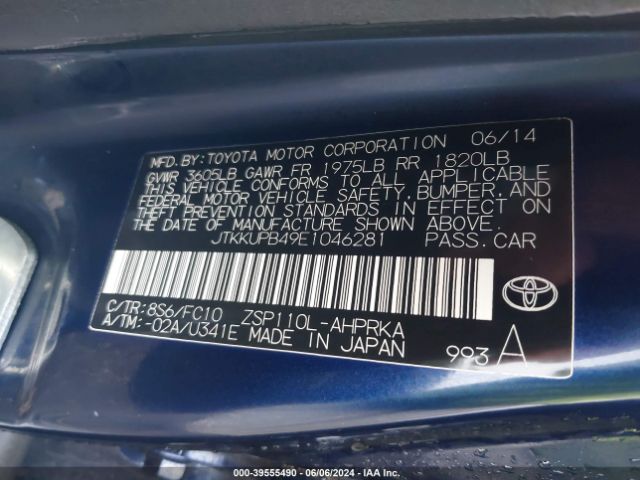 MFD.BY: TOYOTA MOTOR CORPORATION 06/14
GVWR 3605LB GAWR FR 1975LB RR 1820LB
THIS VEHICLE CONFORMS TO ALL APPLICABLE
FEDERAL MOTOR VEHICLE SAFETY, BUMPER, AND
THEFT PREVENTION STANDARDS IN EFFECT ON
THE DATE OF MANUFACTURE SHOWN ABOVE.
JTKKUPB49E1046281 PASS.CAR
C/TR: 8S6/FC10 ZSP110L-AHPRKA
A/TM: -02A/U341E MADE IN JAPAN 993 A
000-39555490 - 06/06/2024 - IAA Inc.